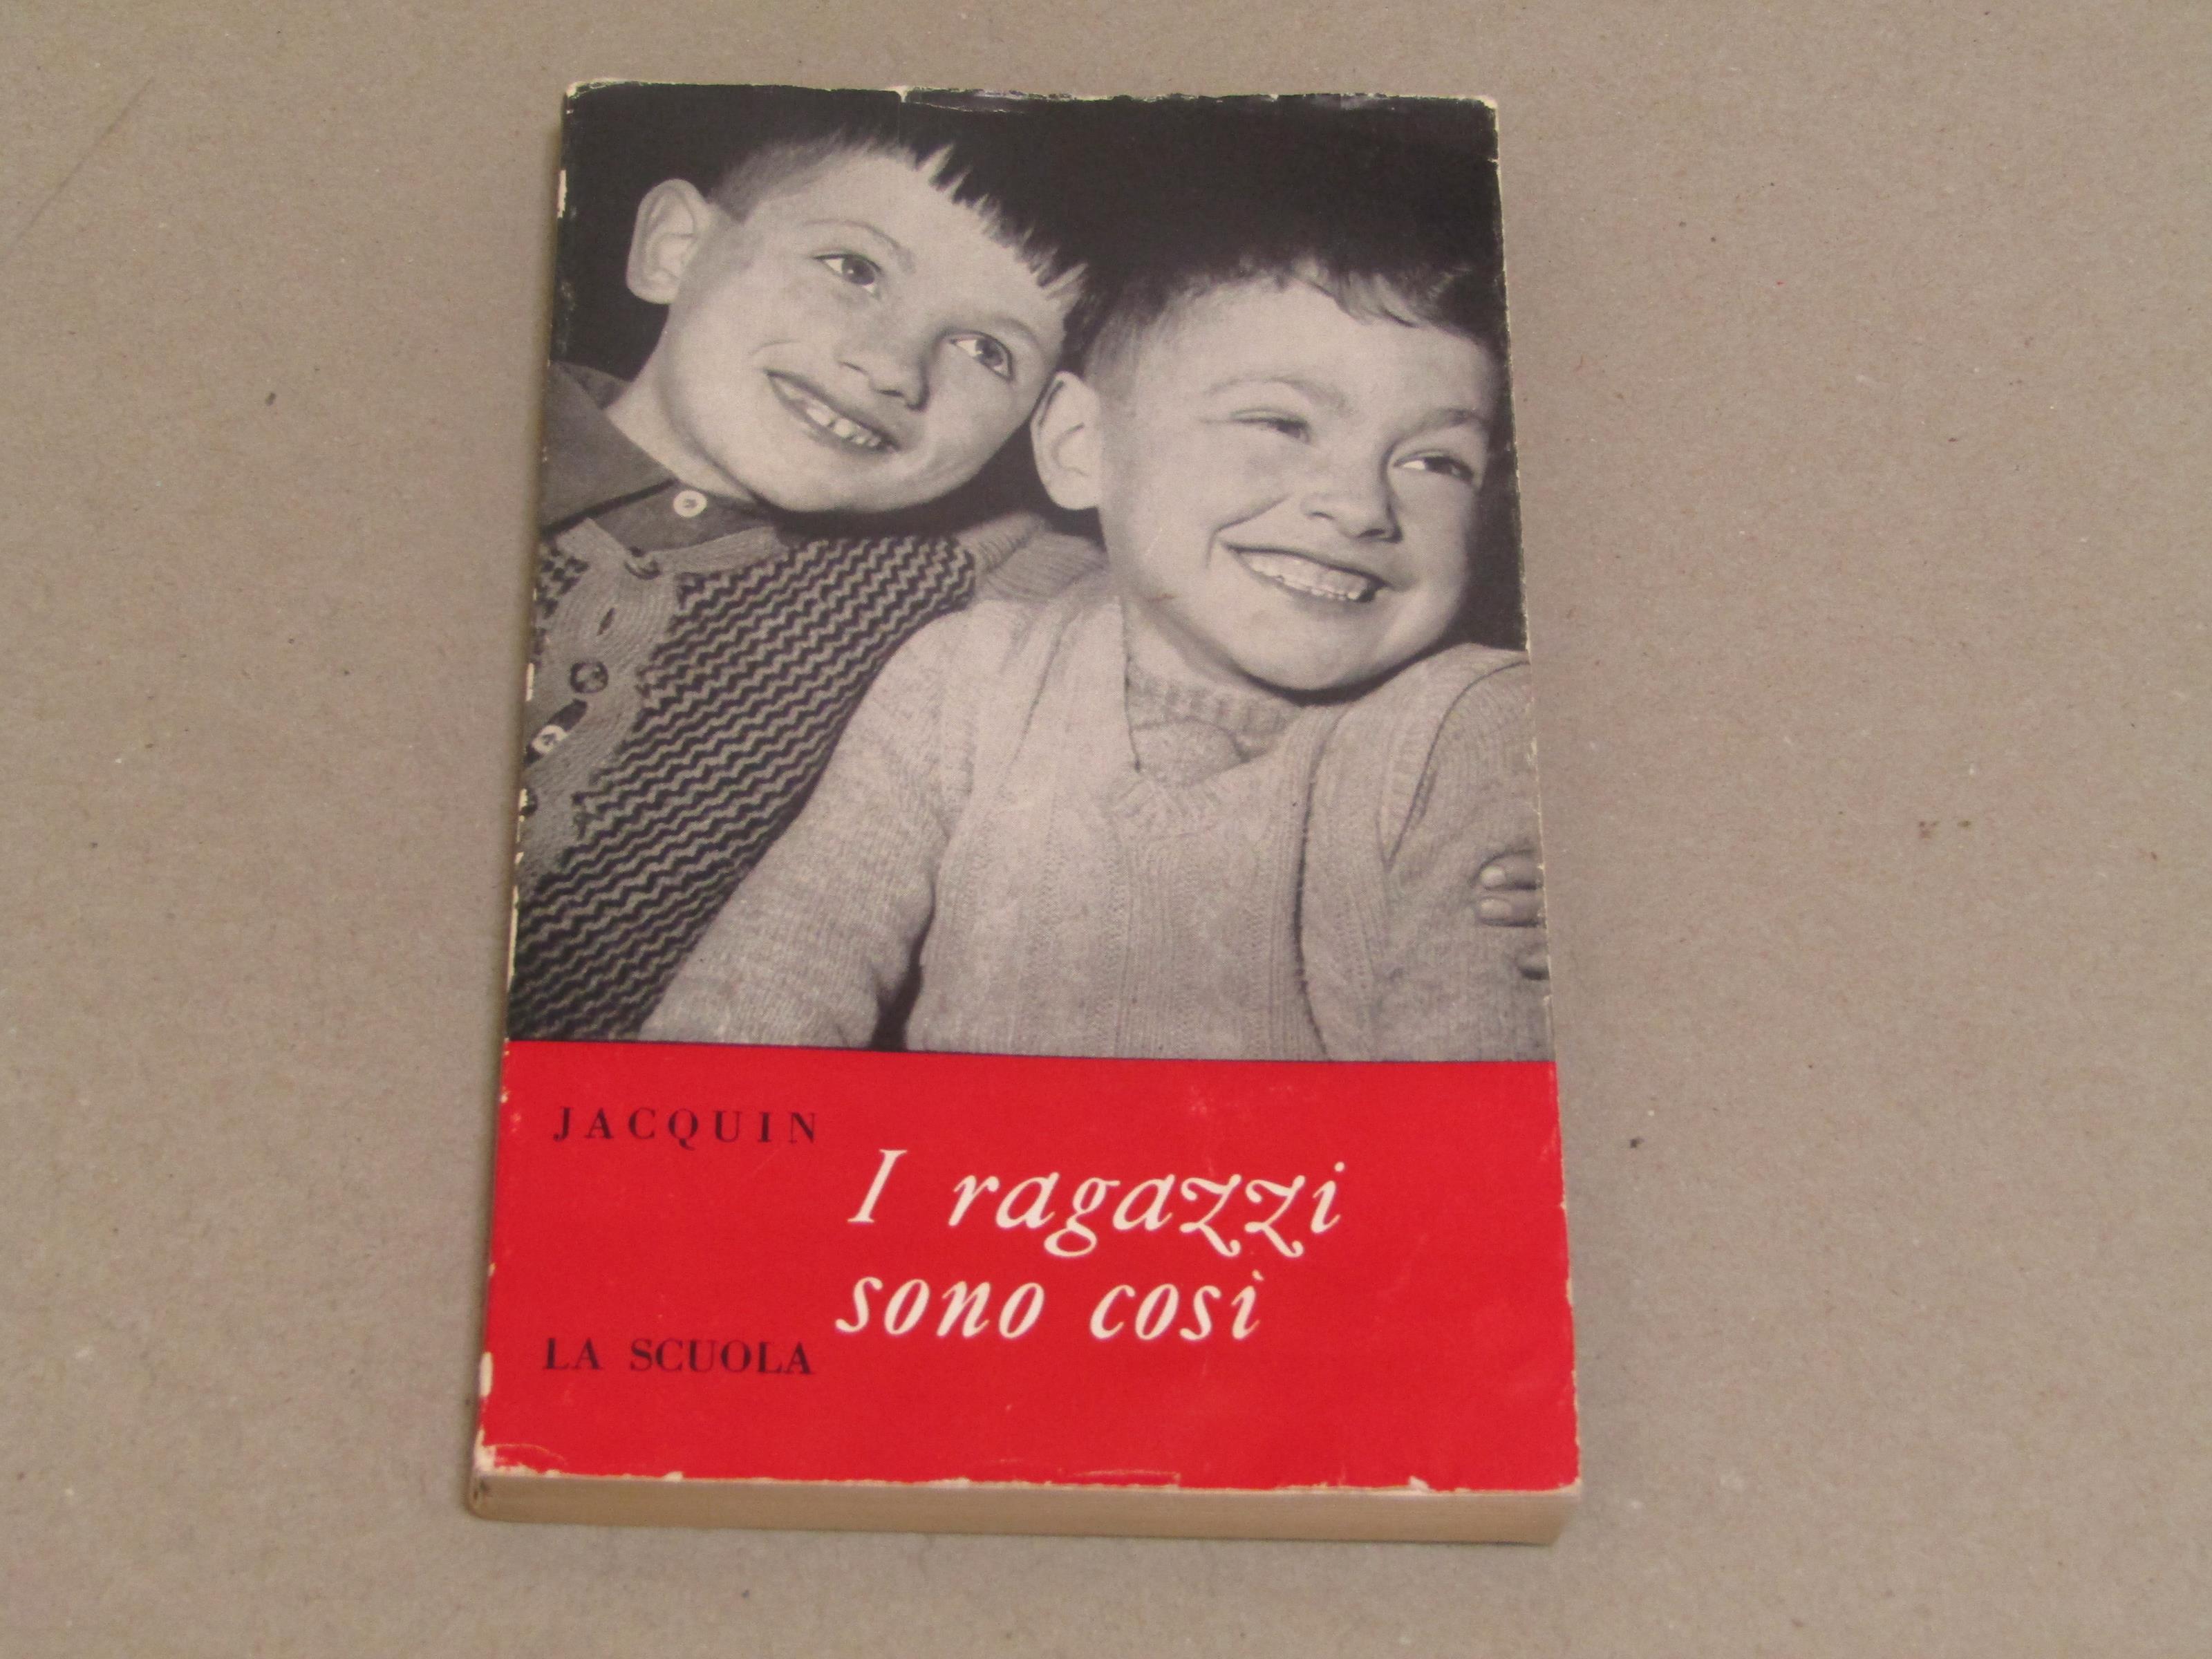 JACQUIN
I ragazzi
sono così
LA SCUOLA